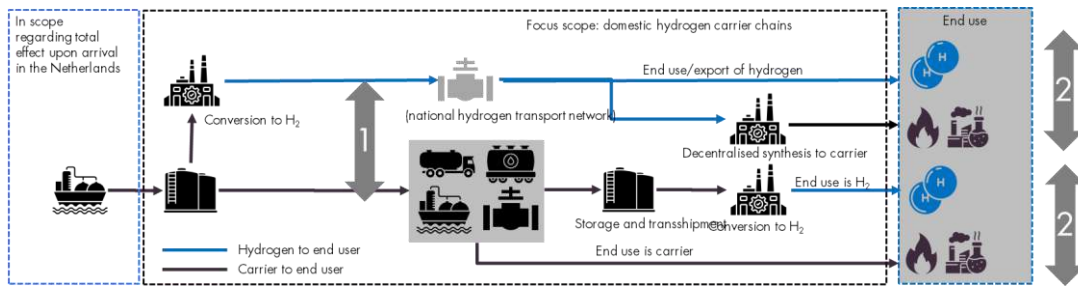 In scope
regarding total
effect upon arrival
in the Netherlands
Focus scope: domestic hydrogen carrier chains
End use
H
H
End use/export of hydrogen
2
Conversion to H2
(national hydrogen transport network)
1
Decentralised synthesis to carrier
End use is H2
H
H
Storage and transshipment
Conversion to H2
2
End use is carrier
Hydrogen to end user
Carrier to end user